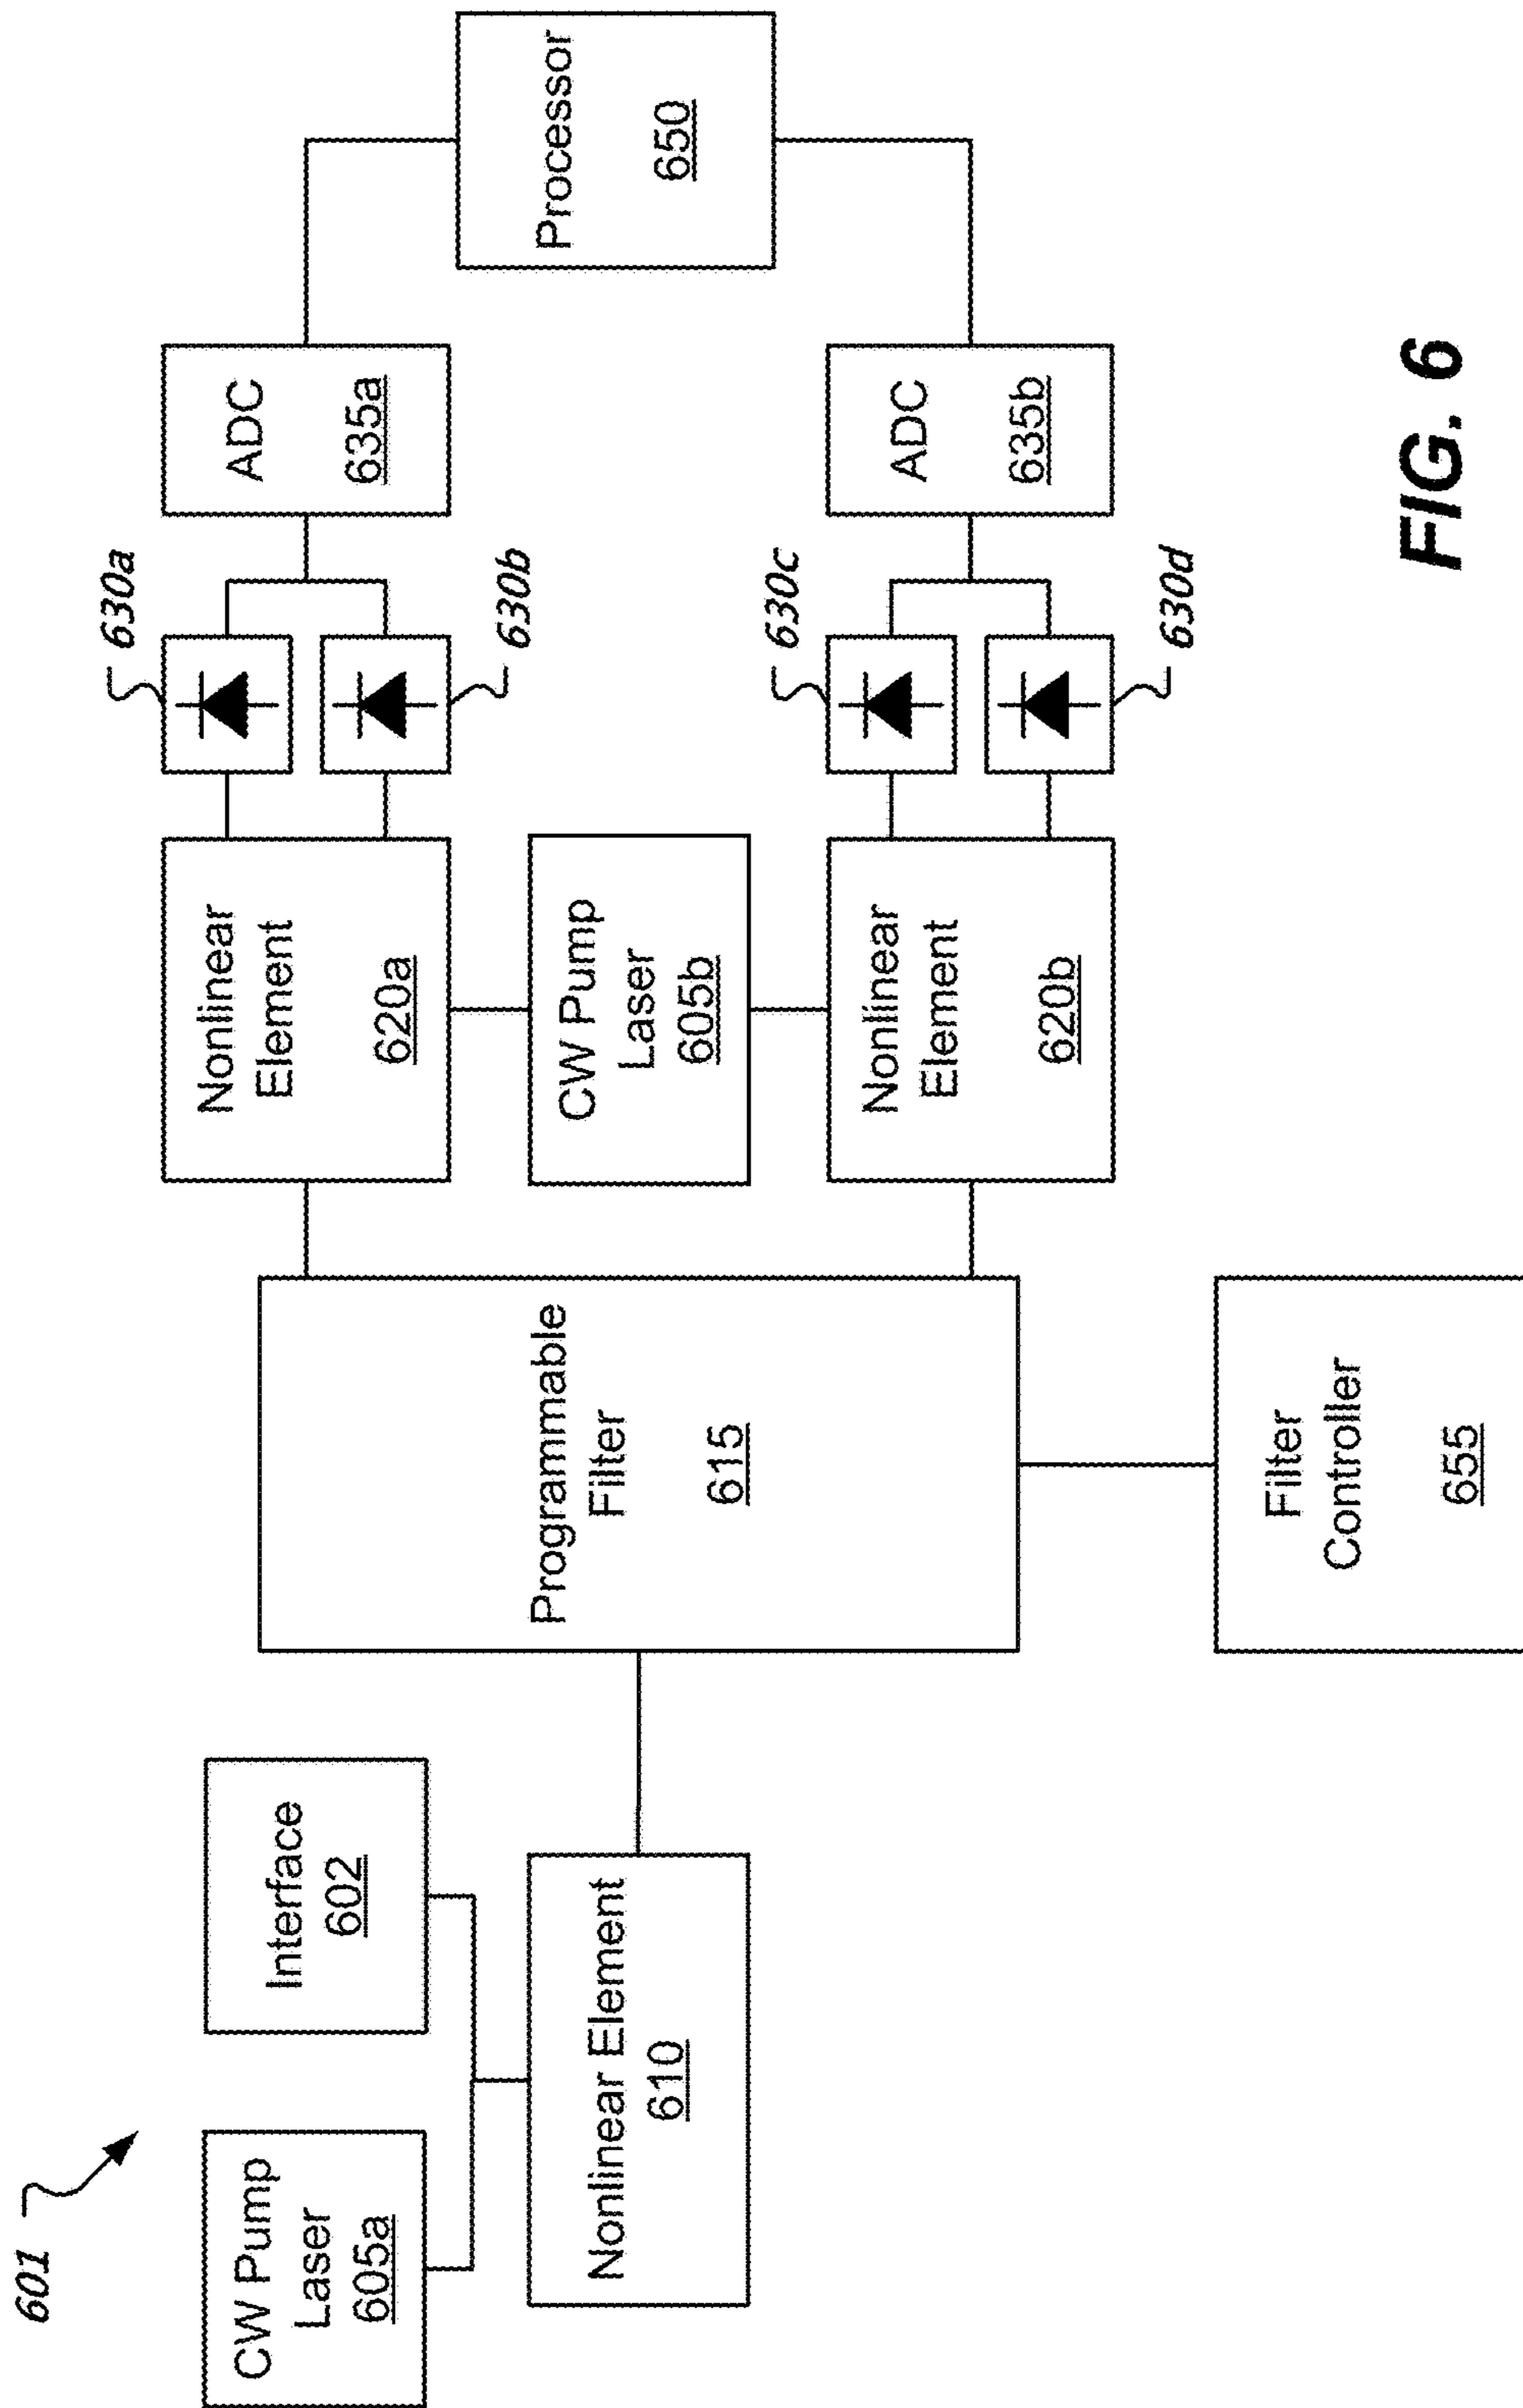 601
CW Pump
Laser
605a
Interface
602
Nonlinear Element
610
Programmable
Filter
615
Filter
Controller
655
Nonlinear
Element
620a
CW Pump
Laser
605b
Nonlinear
Element
620b
630a
630b
630c
630d
ADC
635a
ADC
635b
Processor
650
FIG. 6